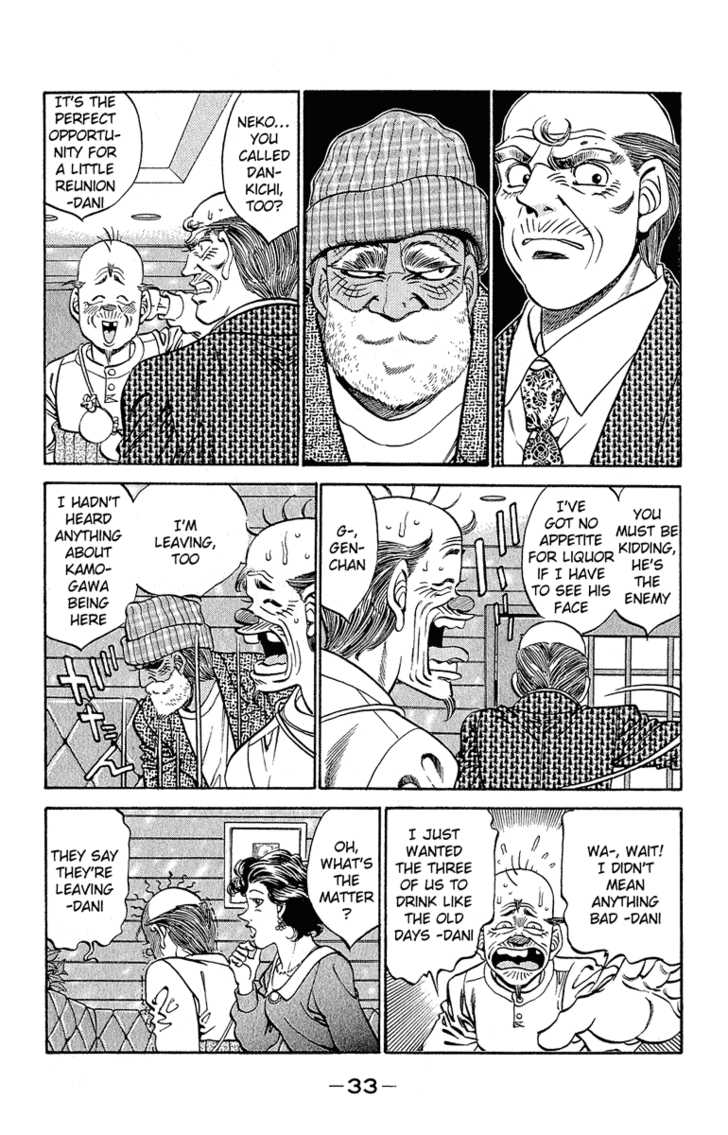 NEKO...
YOU
CALLED
DAN-
KICHI,
TOO?
IT'S THE
PERFECT
OPPORTU-
NITY FOR
A LITTLE
REUNION
-DANI
YOU
MUST BE
KIDDING,
HE'S
THE
ENEMY
I'VE
GOT NO
APPETITE
FOR LIQUOR
IF I HAVE
TO SEE HIS
FACE
G-,
GEN-
CHAN
I'M
LEAVING,
TOO
I HADN'T
HEARD
ANYTHING
ABOUT
KAMO-
GAWA
BEING
HERE
WA-, WAIT!
I DIDN'T
MEAN
ANYTHING
BAD -DANI
I JUST
WANTED
THE THREE
OF US TO
DRINK LIKE
THE OLD
DAYS -DANI
OH,
WHAT'S
THE
MATTER
?
THEY SAY
THEY'RE
LEAVING
-DANI
-33-